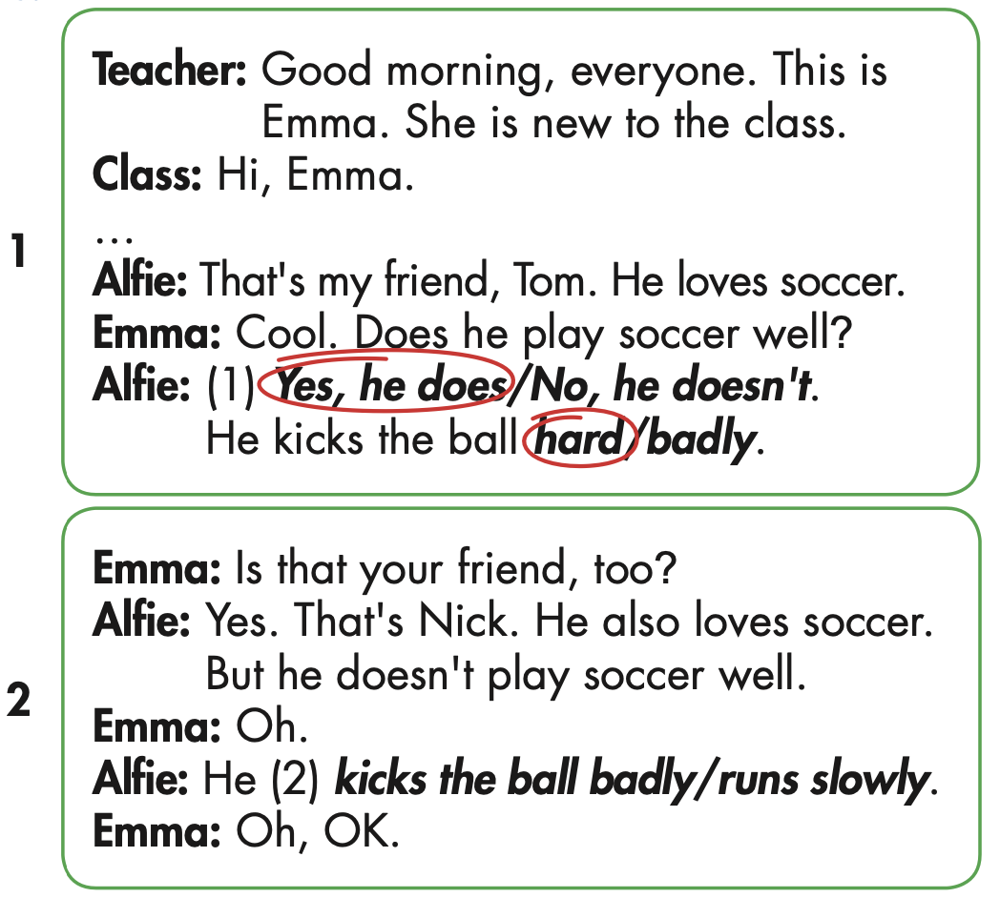 1
Teacher: Good morning, everyone. This is
Emma. She is new to the class.
Class: Hi, Emma.
...
Alfie: That's my friend, Tom. He loves soccer.
Emma: Cool. Does he play soccer well?
Alfie: (1) Yes, he does/No, he doesn't.
He kicks the ball hard/badly.
2
Emma: Is that your friend, too?
Alfie: Yes. That's Nick. He also loves soccer.
But he doesn't play soccer well.
Emma: Oh.
Alfie: He (2) kicks the ball badly/runs slowly.
Emma: Oh, OK.